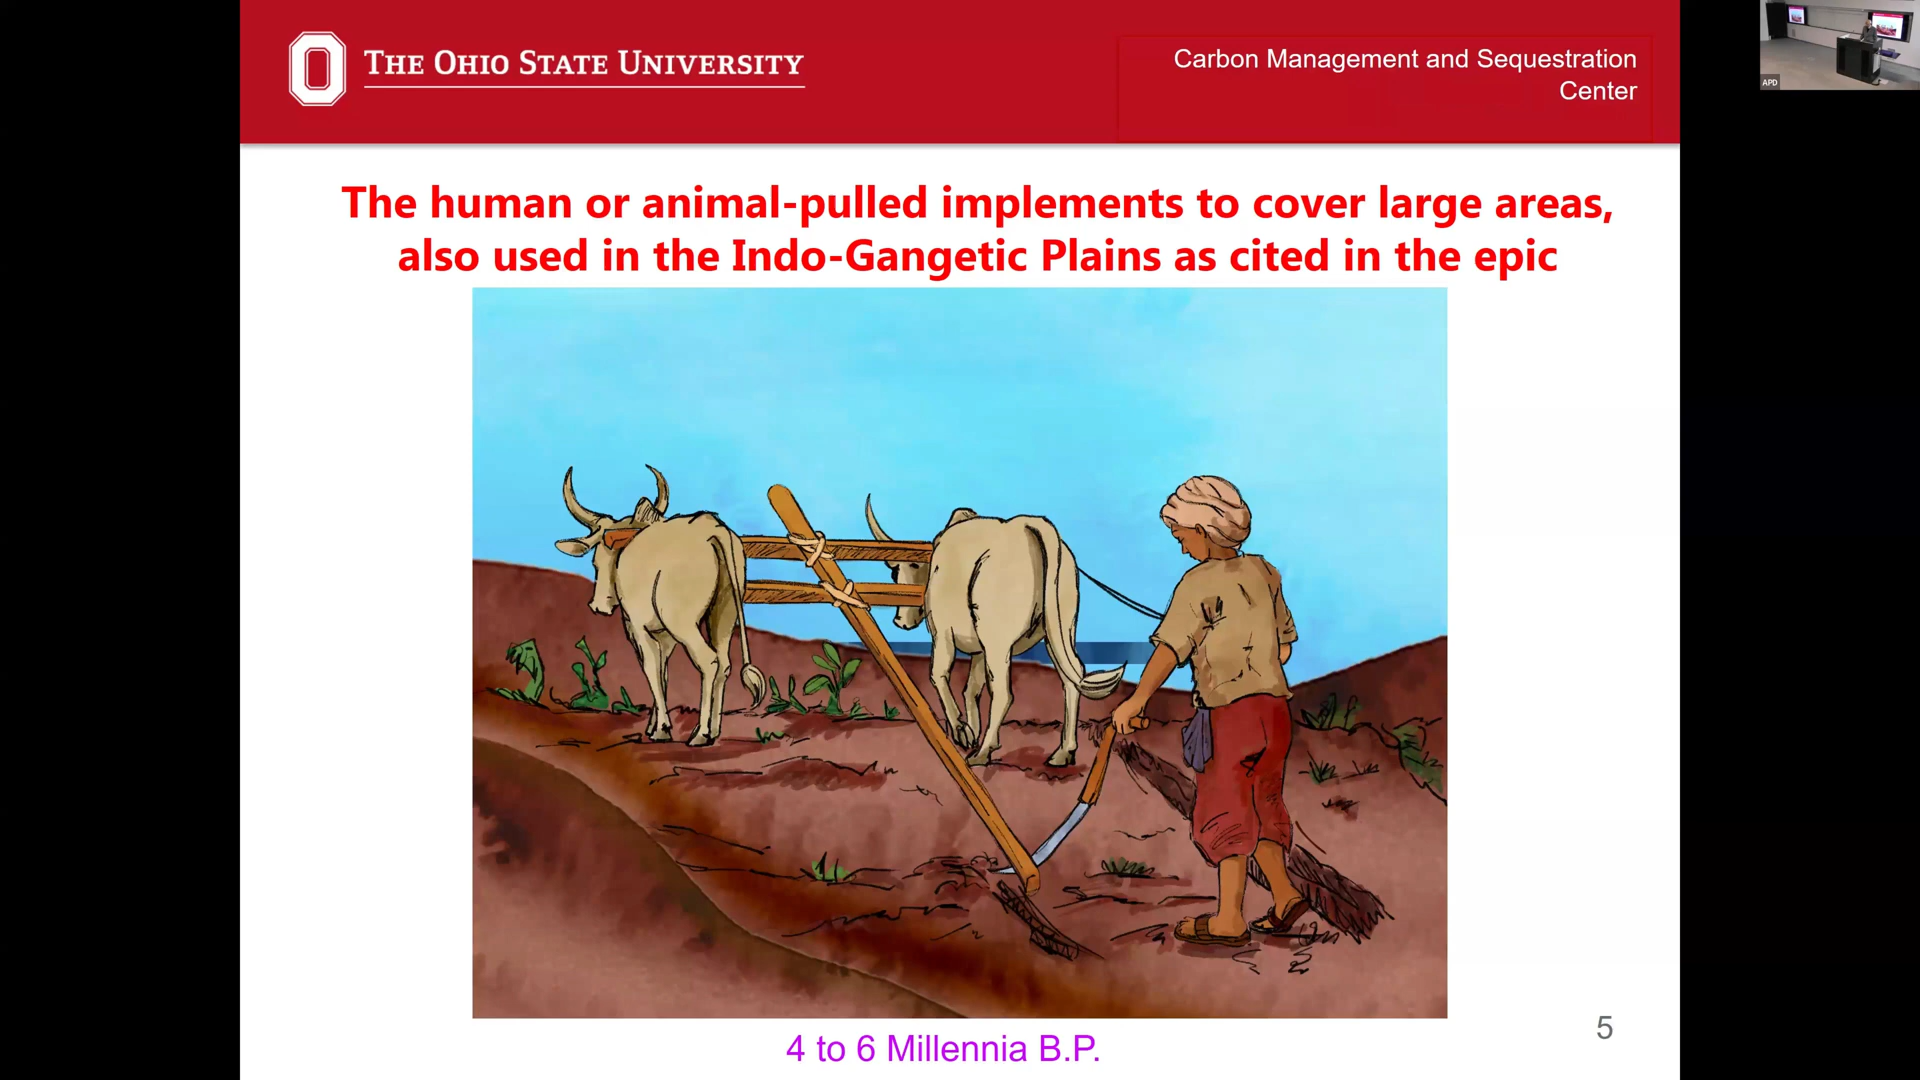 THE OHIO STATE UNIVERSITY
Carbon Management and Sequestration
Center
The human or animal-pulled implements to cover large areas,
also used in the Indo-Gangetic Plains as cited in the epic
4 to 6 Millennia B.P.
5
APD